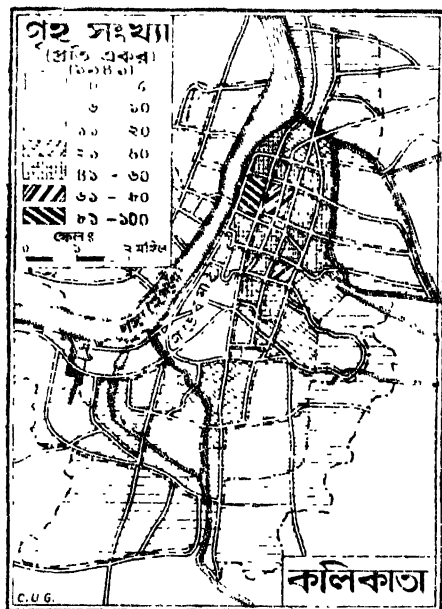 গৃহ সংখ্যা
(প্রতি একর)
(১৯৪১)
০ ৫
৬ ১০
১১ ২০
২১ ৪০
৪১ - ৬০
৬১ - ৮০
৮১ - ১০০
স্কেলঃ
০ ১ ২ মাইল
কলিকাতা
C.U.G.